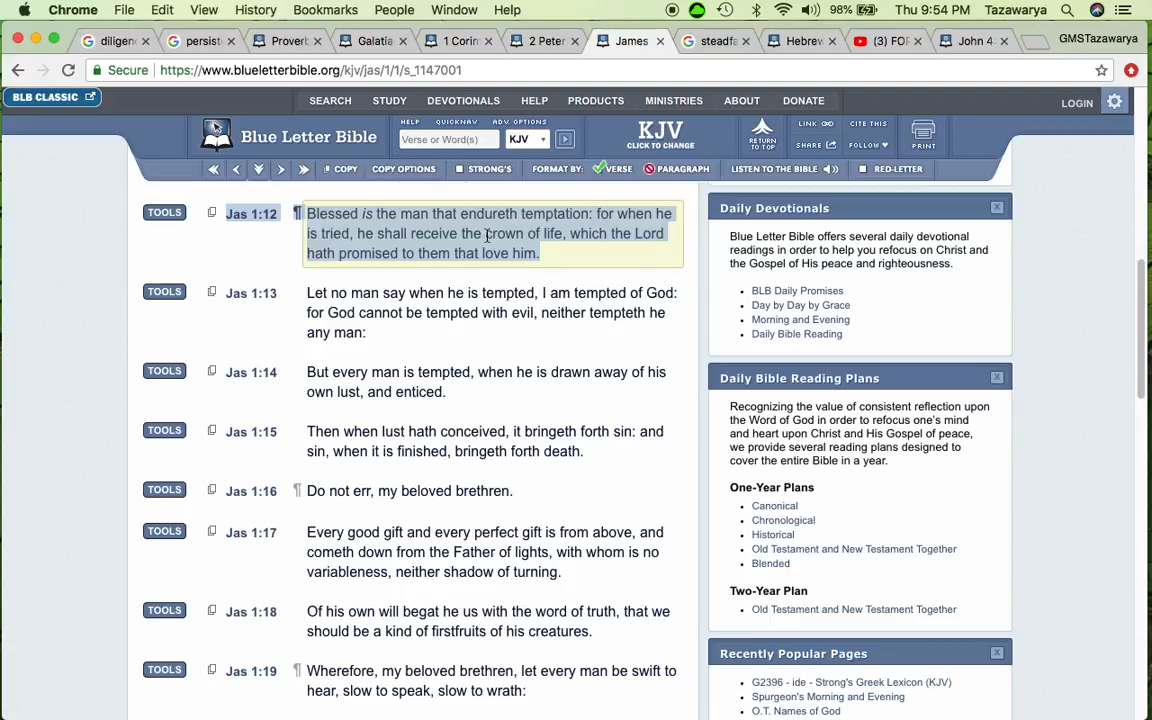 Chrome File Edit View History Bookmarks People Window Help 98% Thu 9:54 PM Tazawarya
diligenc persiste Proverb Galatia 1 Corin 2 Peter James steadfa Hebrew (3) FOR John 4 GMSTazawarya
Secure https://www.blueletterbible.org/kjv/jas/1/1/s_1147001
BLB CLASSIC
SEARCH STUDY DEVOTIONALS HELP PRODUCTS MINISTRIES ABOUT DONATE LOGIN
Blue Letter Bible
HELP QUICKNAV ADV. OPTIONS
Verse or Word(s) KJV
KJV
CLICK TO CHANGE
RETURN
TO TOP
LINK
SHARE
CITE THIS
FOLLOW
PRINT
COPY COPY OPTIONS STRONG'S FORMAT BY: VERSE PARAGRAPH LISTEN TO THE BIBLE RED-LETTER
TOOLS Jas 1:12 ¶ Blessed is the man that endureth temptation: for when he
is tried, he shall receive the crown of life, which the Lord
hath promised to them that love him.
TOOLS Jas 1:13 Let no man say when he is tempted, I am tempted of God:
for God cannot be tempted with evil, neither tempteth he
any man:
TOOLS Jas 1:14 But every man is tempted, when he is drawn away of his
own lust, and enticed.
TOOLS Jas 1:15 Then when lust hath conceived, it bringeth forth sin: and
sin, when it is finished, bringeth forth death.
TOOLS Jas 1:16 ¶ Do not err, my beloved brethren.
TOOLS Jas 1:17 Every good gift and every perfect gift is from above, and
cometh down from the Father of lights, with whom is no
variableness, neither shadow of turning.
TOOLS Jas 1:18 Of his own will begat he us with the word of truth, that we
should be a kind of firstfruits of his creatures.
TOOLS Jas 1:19 ¶ Wherefore, my beloved brethren, let every man be swift to
hear, slow to speak, slow to wrath:
Daily Devotionals
Blue Letter Bible offers several daily devotional
readings in order to help you refocus on Christ and
the Gospel of His peace and righteousness.
BLB Daily Promises
Day by Day by Grace
Morning and Evening
Daily Bible Reading
Daily Bible Reading Plans
Recognizing the value of consistent reflection upon
the Word of God in order to refocus one's mind
and heart upon Christ and His Gospel of peace,
we provide several reading plans designed to
cover the entire Bible in a year.
One-Year Plans
Canonical
Chronological
Historical
Old Testament and New Testament Together
Blended
Two-Year Plan
Old Testament and New Testament Together
Recently Popular Pages
G2396 - ide - Strong's Greek Lexicon (KJV)
Spurgeon's Morning and Evening
O.T. Names of God